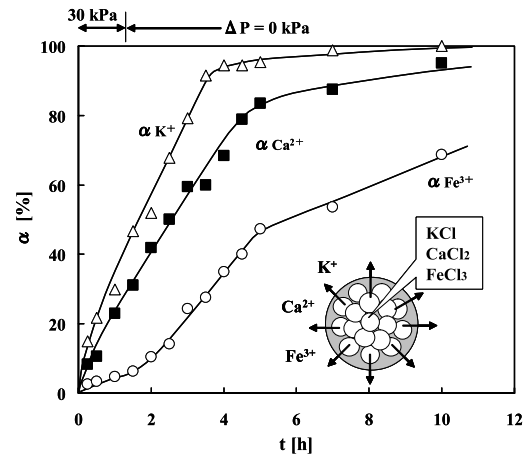 30 kPa
Δ P = 0 kPa
100
80
60
40
20
0
α [%]
α K⁺
α Ca²⁺
α Fe³⁺
KCl
CaCl₂
FeCl₃
K⁺
Ca²⁺
Fe³⁺
0 2 4 6 8 10 12
t [h]